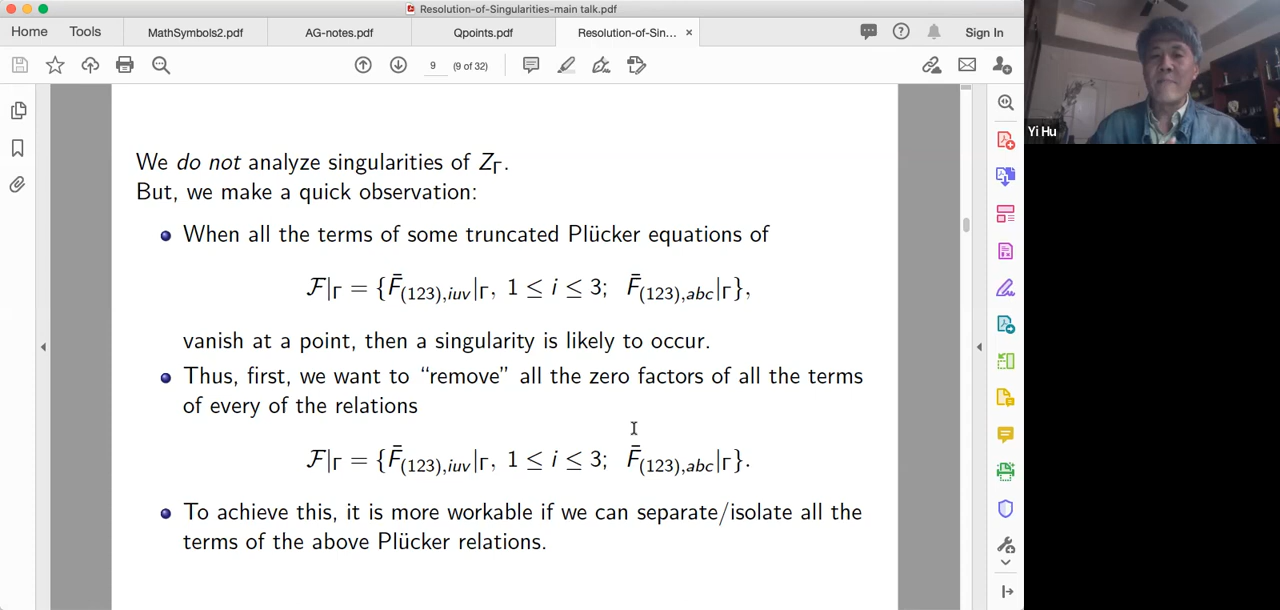 Resolution-of-Singularities-main talk.pdf
Home Tools MathSymbols2.pdf AG-notes.pdf Qpoints.pdf Resolution-of-Sin... × Sign In
9 (9 of 32)
Yi Hu
We do not analyze singularities of Z_Γ.
But, we make a quick observation:
• When all the terms of some truncated Plücker equations of
𝓕|_Γ = {F̄_{(123),iuv}|_Γ, 1 ≤ i ≤ 3; F̄_{(123),abc}|_Γ},
vanish at a point, then a singularity is likely to occur.
• Thus, first, we want to “remove” all the zero factors of all the terms
of every of the relations
𝓕|_Γ = {F̄_{(123),iuv}|_Γ, 1 ≤ i ≤ 3; F̄_{(123),abc}|_Γ}.
• To achieve this, it is more workable if we can separate/isolate all the
terms of the above Plücker relations.